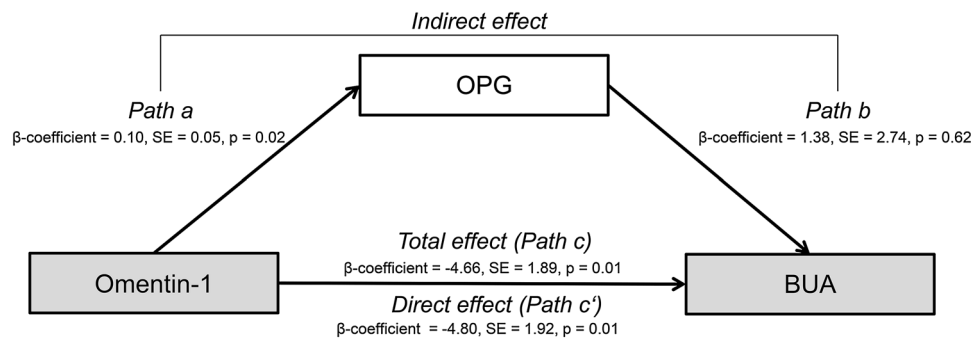 Indirect effect
OPG
Path a
β-coefficient = 0.10, SE = 0.05, p = 0.02
Path b
β-coefficient = 1.38, SE = 2.74, p = 0.62
Total effect (Path c)
β-coefficient = -4.66, SE = 1.89, p = 0.01
Omentin-1
BUA
Direct effect (Path c‘)
β-coefficient = -4.80, SE = 1.92, p = 0.01